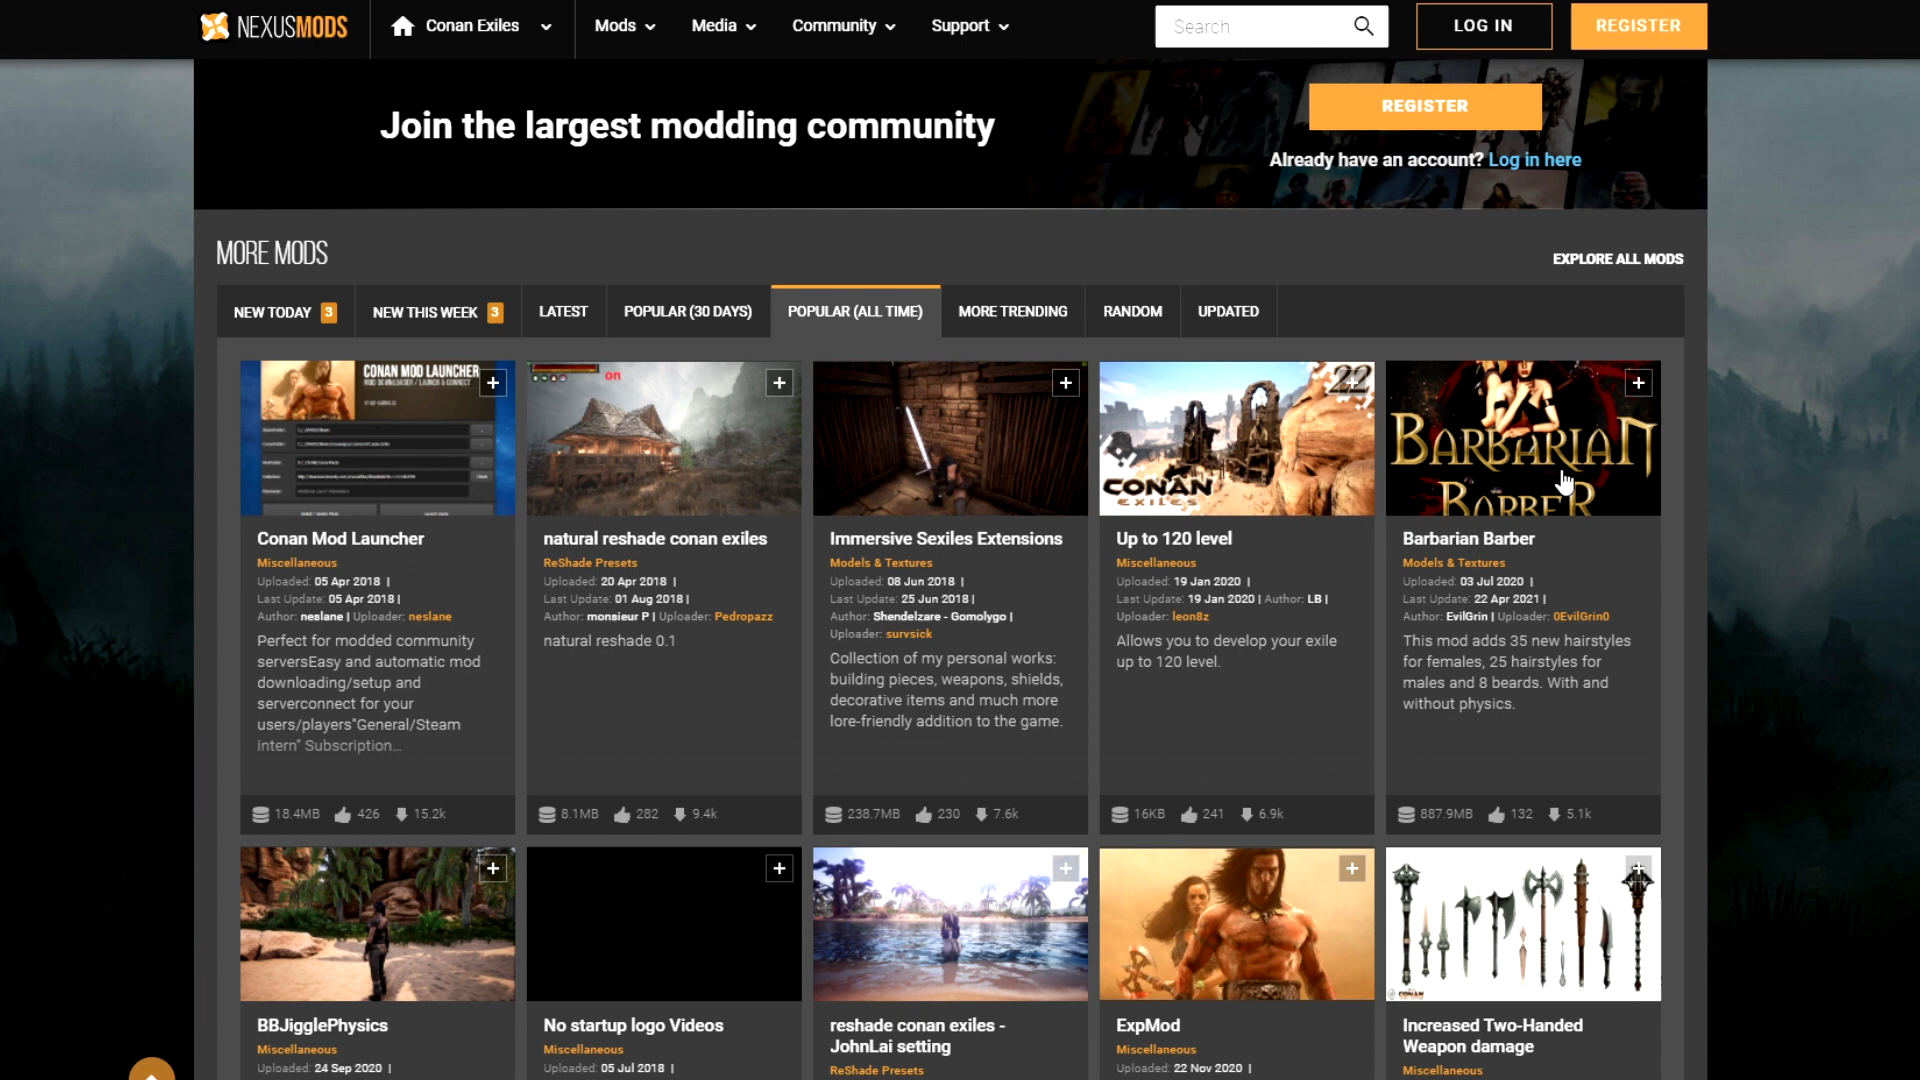 NEXUSMODS
Conan Exiles
Mods
Media
Community
Support
Search
LOG IN
REGISTER
Join the largest modding community
REGISTER
Already have an account? Log in here
MORE MODS
EXPLORE ALL MODS
NEW TODAY 3
NEW THIS WEEK 3
LATEST
POPULAR (30 DAYS)
POPULAR (ALL TIME)
MORE TRENDING
RANDOM
UPDATED
CONAN MOD LAUNCHER
MOD DOWNLOADER / LAUNCH & CONNECT
Conan Mod Launcher
Miscellaneous
Uploaded: 05 Apr 2018 |
Last Update: 05 Apr 2018 |
Author: neslane | Uploader: neslane
Perfect for modded community
serversEasy and automatic mod
downloading/setup and
serverconnect for your
users/players"General/Steam
intern" Subscription...
18.4MB 426 15.2k
on
natural reshade conan exiles
ReShade Presets
Uploaded: 20 Apr 2018 |
Last Update: 01 Aug 2018 |
Author: monsieur P | Uploader: Pedropazz
natural reshade 0.1
8.1MB 282 9.4k
Immersive Sexiles Extensions
Models & Textures
Uploaded: 08 Jun 2018 |
Last Update: 25 Jun 2018 |
Author: Shendelzare - Gomolygo |
Uploader: survsick
Collection of my personal works:
building pieces, weapons, shields,
decorative items and much more
lore-friendly addition to the game.
238.7MB 230 7.6k
22
CONAN
EXILES
Up to 120 level
Miscellaneous
Uploaded: 19 Jan 2020 |
Last Update: 19 Jan 2020 | Author: LB |
Uploader: leon8z
Allows you to develop your exile
up to 120 level.
16KB 241 6.9k
BARBARIAN
BARBER
Barbarian Barber
Models & Textures
Uploaded: 03 Jul 2020 |
Last Update: 22 Apr 2021 |
Author: EvilGrin | Uploader: 0EvilGrin0
This mod adds 35 new hairstyles
for females, 25 hairstyles for
males and 8 beards. With and
without physics.
887.9MB 132 5.1k
BBJigglePhysics
Miscellaneous
Uploaded: 24 Sep 2020 |
No startup logo Videos
Miscellaneous
Uploaded: 05 Jul 2018 |
reshade conan exiles -
JohnLai setting
ReShade Presets
ExpMod
Miscellaneous
Uploaded: 22 Nov 2020 |
CONAN
Increased Two-Handed
Weapon damage
Miscellaneous